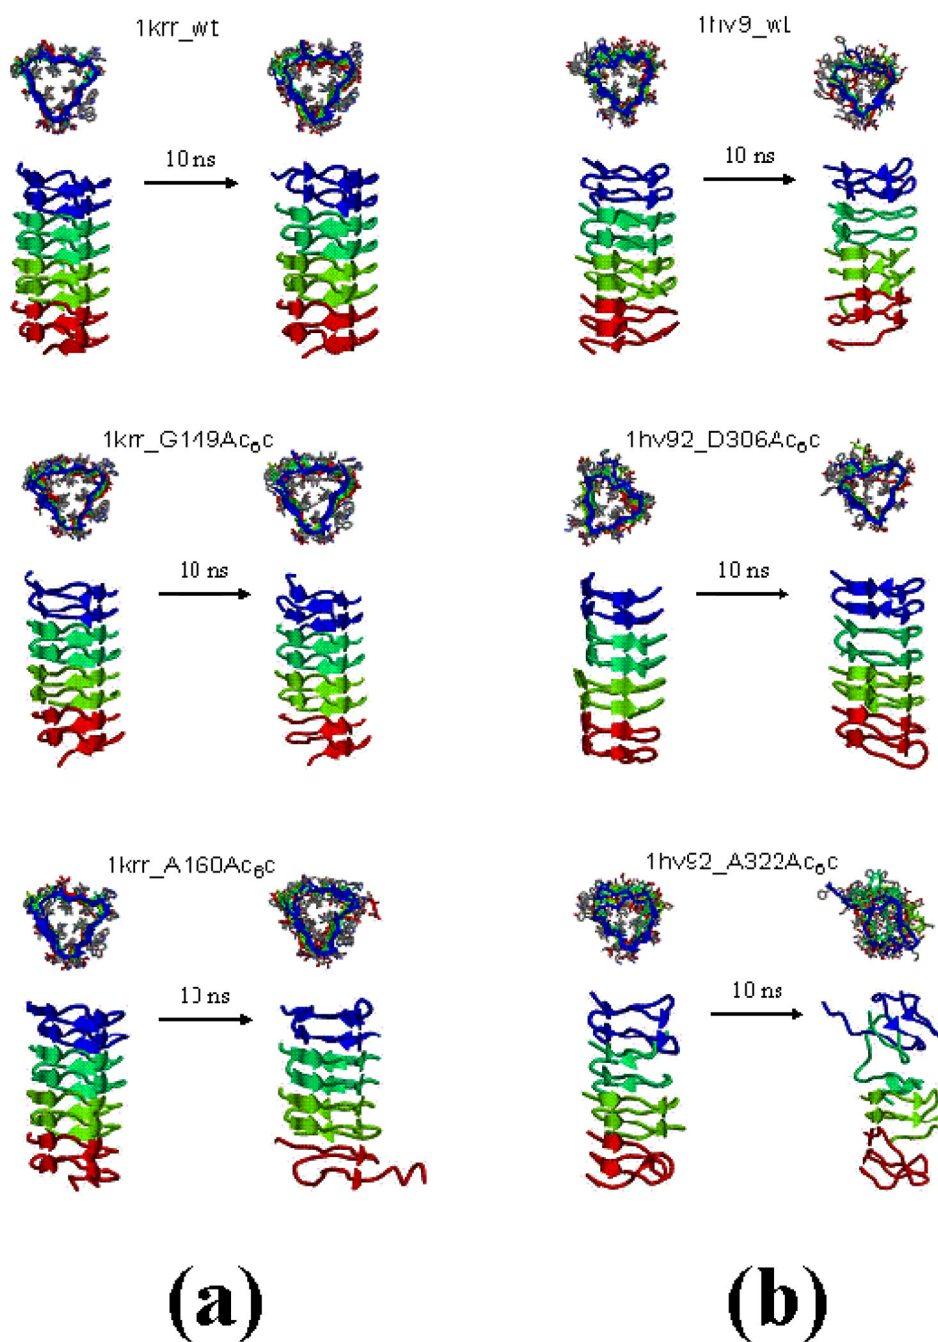 1krr_wt
1hv9_wt
10 ns
10 ns
1krr_G149Ac6c
1hv92_D306Ac6c
10 ns
10 ns
1krr_A160Ac6c
1hv92_A322Ac6c
10 ns
10 ns
(a)
(b)